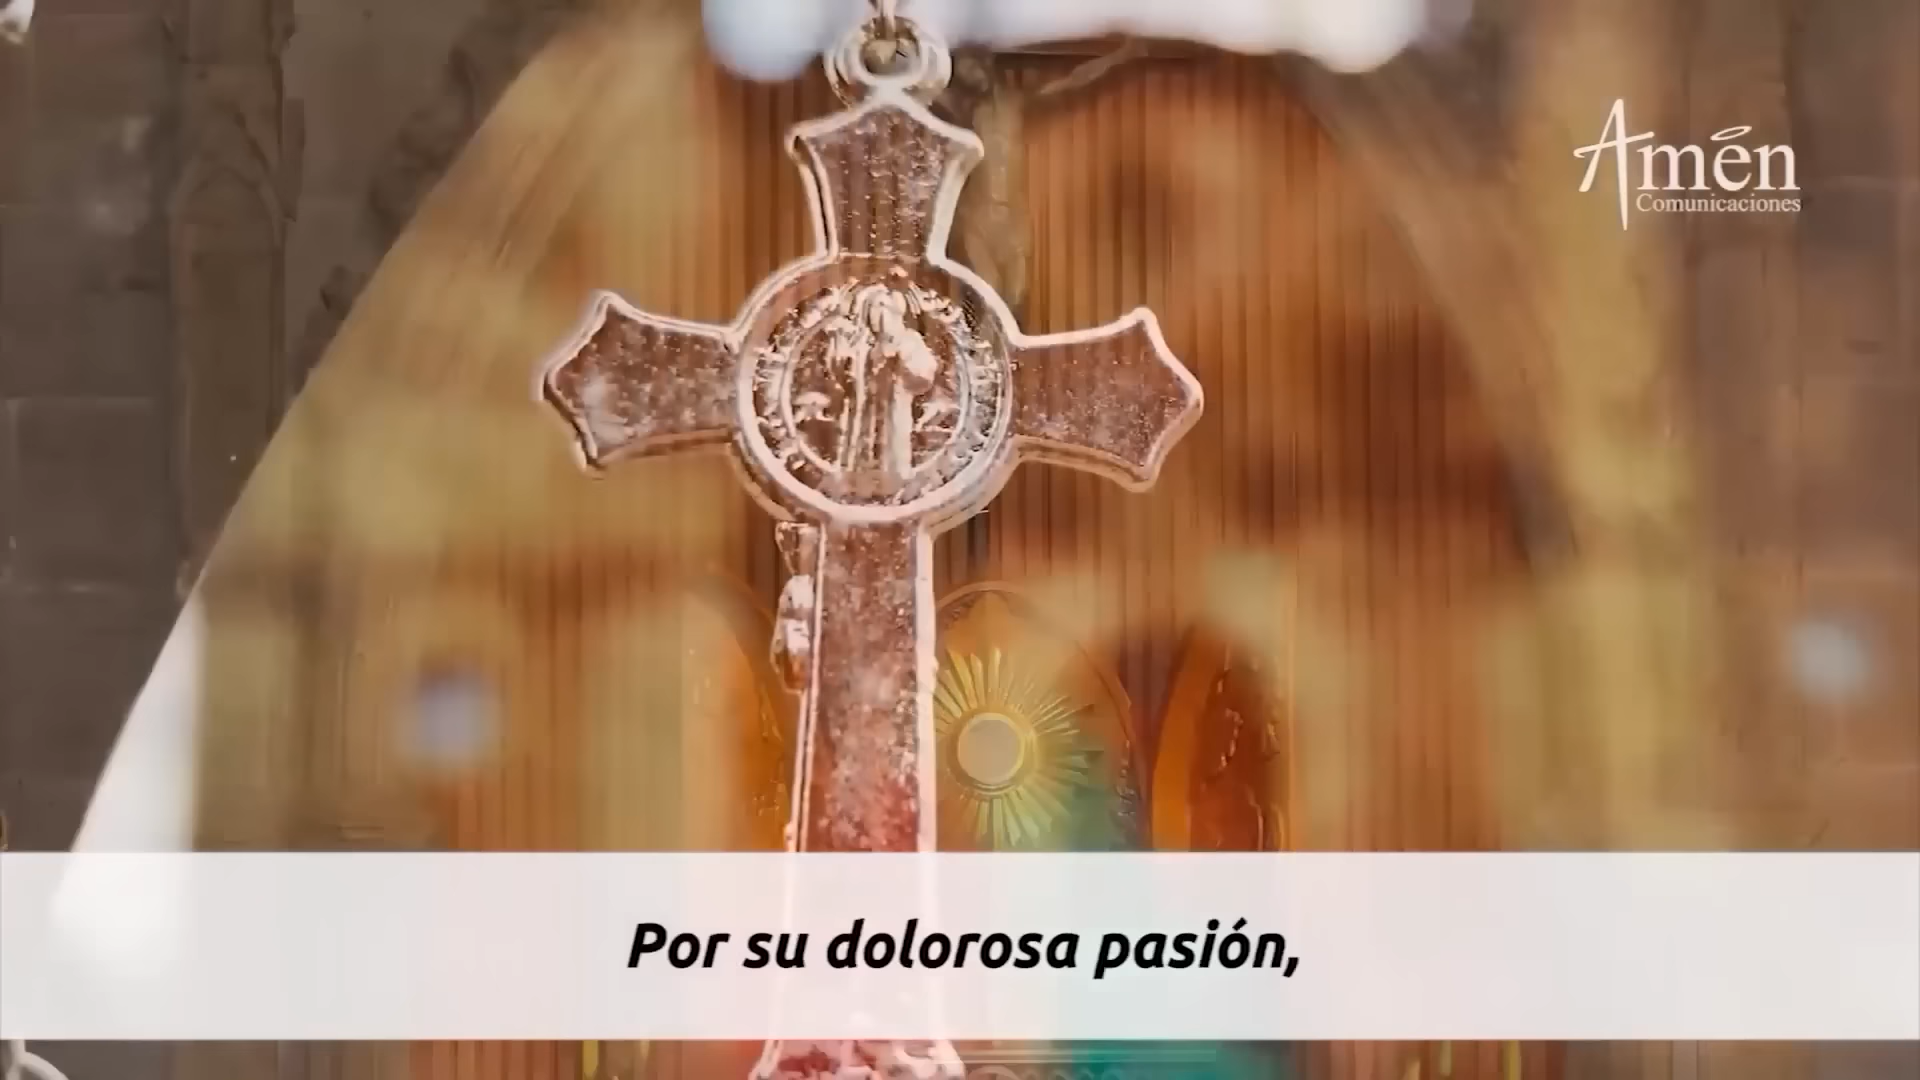 Amén
Comunicaciones
Por su dolorosa pasión,